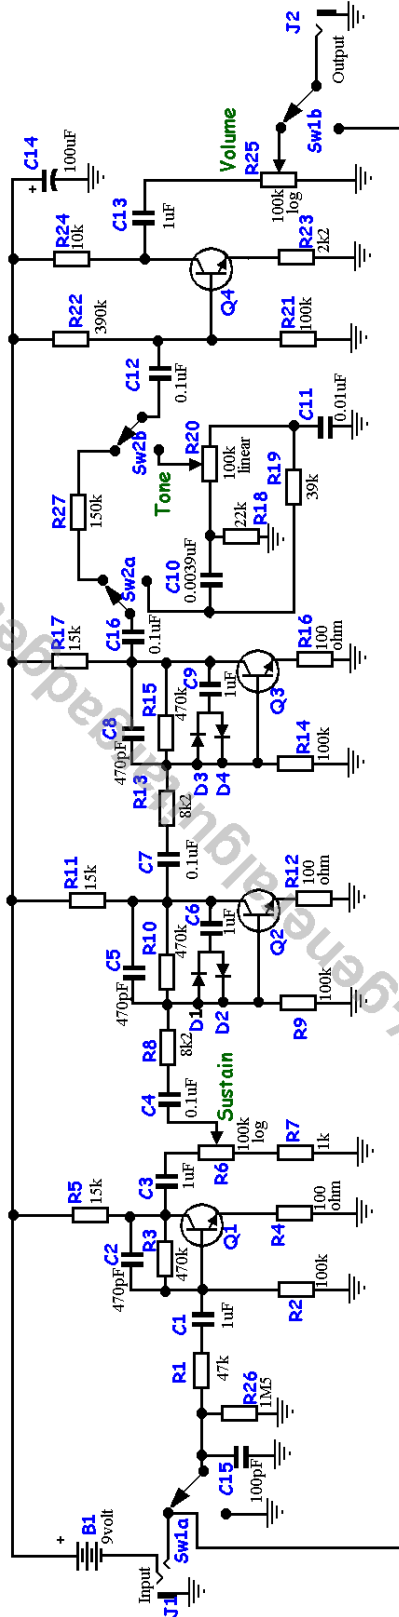 B1
9volt
+
Input
J1
Sw1a
C15
100pF
R26
1M5
R1
47k
C1
1uF
R2
100k
C2
470pF
R3
470k
R5
15k
Q1
R4
100
ohm
C3
1uF
R6
100k
log
Sustain
R7
1k
C4
0.1uF
R8
8k2
C5
470pF
R10
470k
R11
15k
D1
D2
C6
1uF
R9
100k
Q2
R12
100
ohm
C7
0.1uF
R13
8k2
C8
470pF
R15
470k
R17
15k
D3
D4
C9
1uF
R14
100k
Q3
R16
100
ohm
C16
0.1uF
Sw2a
R27
150k
Sw2b
C10
0.0039uF
R18
22k
Tone
R20
100k
linear
R19
39k
C11
0.01uF
C12
0.1uF
R22
390k
R21
100k
Q4
R24
10k
R23
2k2
C13
1uF
+
C14
100uF
Volume
R25
100k
log
Sw1b
Output
J2
generalguitargadge